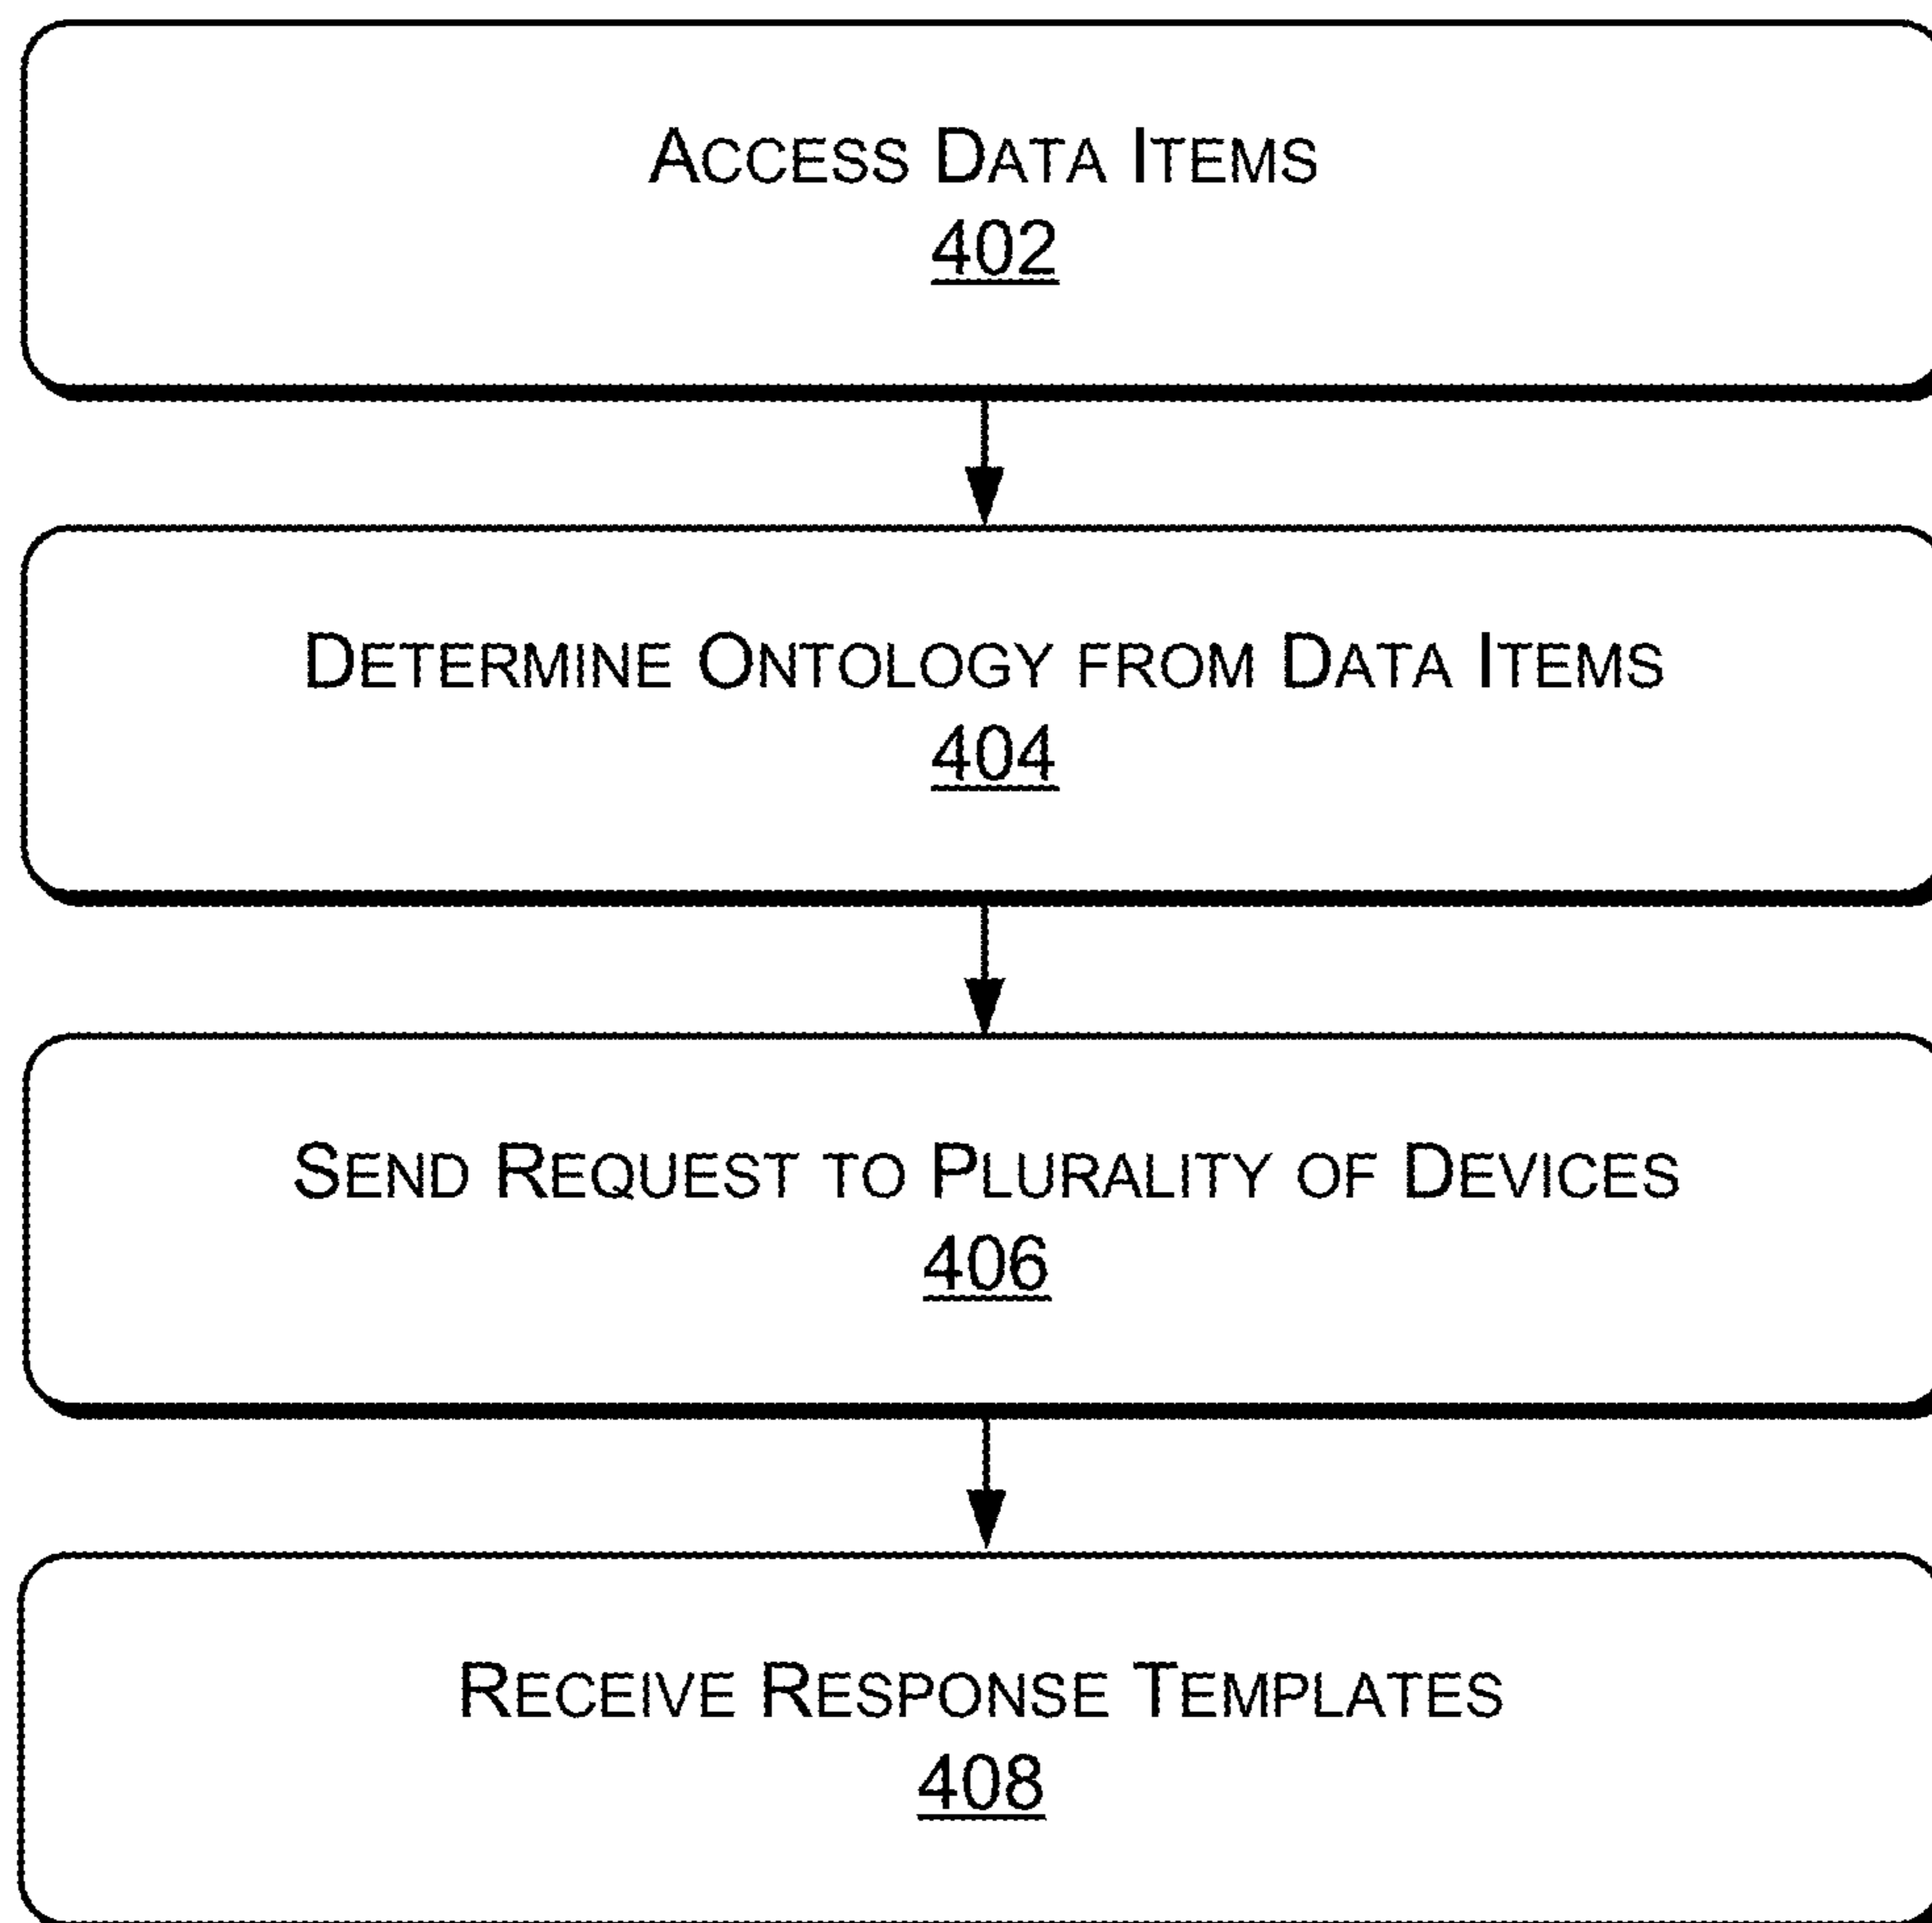 ACCESS DATA ITEMS
402
DETERMINE ONTOLOGY FROM DATA ITEMS
404
SEND REQUEST TO PLURALITY OF DEVICES
406
RECEIVE RESPONSE TEMPLATES
408